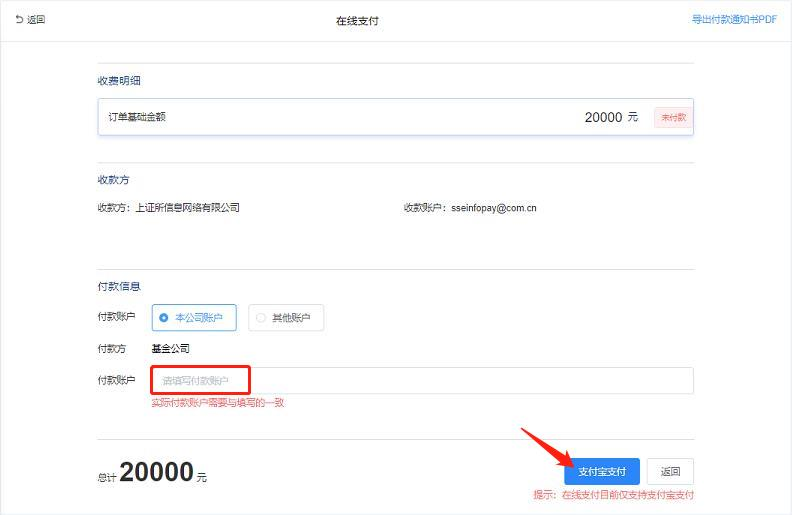 返回
在线支付
导出付款通知书PDF
收费明细
订单基础金额 20000 元 未付款
收款方
收款方：上证所信息网络有限公司 收款账户：sseinfopay@com.cn
付款信息
付款账户 本公司账户 其他账户
付款方 基金公司
付款账户 请填写付款账户
实际付款账户需要与填写的一致
总计 20000 元 支付宝支付 返回
提示：在线支付目前仅支持支付宝支付